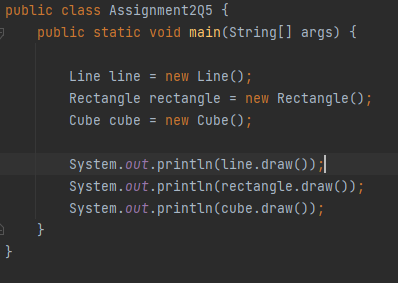 public class Assignment2Q5 {
    public static void main(String[] args) {
        Line line = new Line();
        Rectangle rectangle = new Rectangle();
        Cube cube = new Cube();
        System.out.println(line.draw());
        System.out.println(rectangle.draw());
        System.out.println(cube.draw());
    }
}